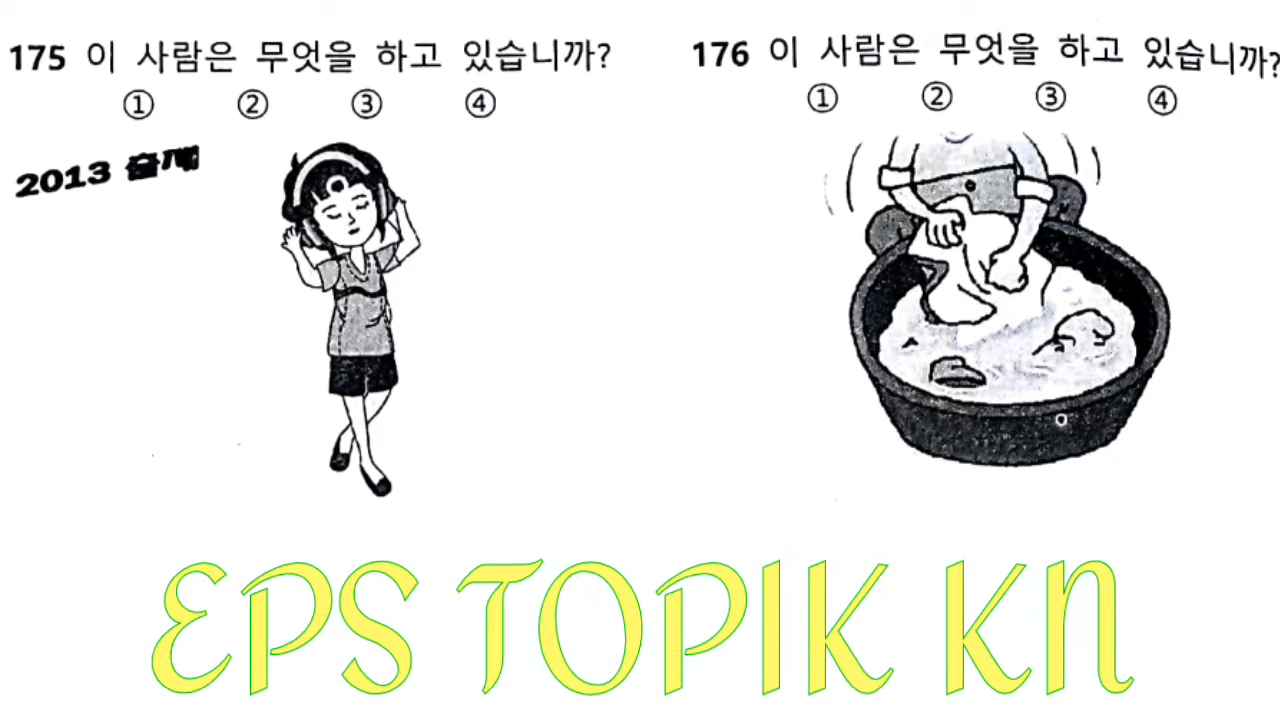 175 이 사람은 무엇을 하고 있습니까?
① ② ③ ④
2013 출제
176 이 사람은 무엇을 하고 있습니까?
① ② ③ ④
EPS TOPIK KN